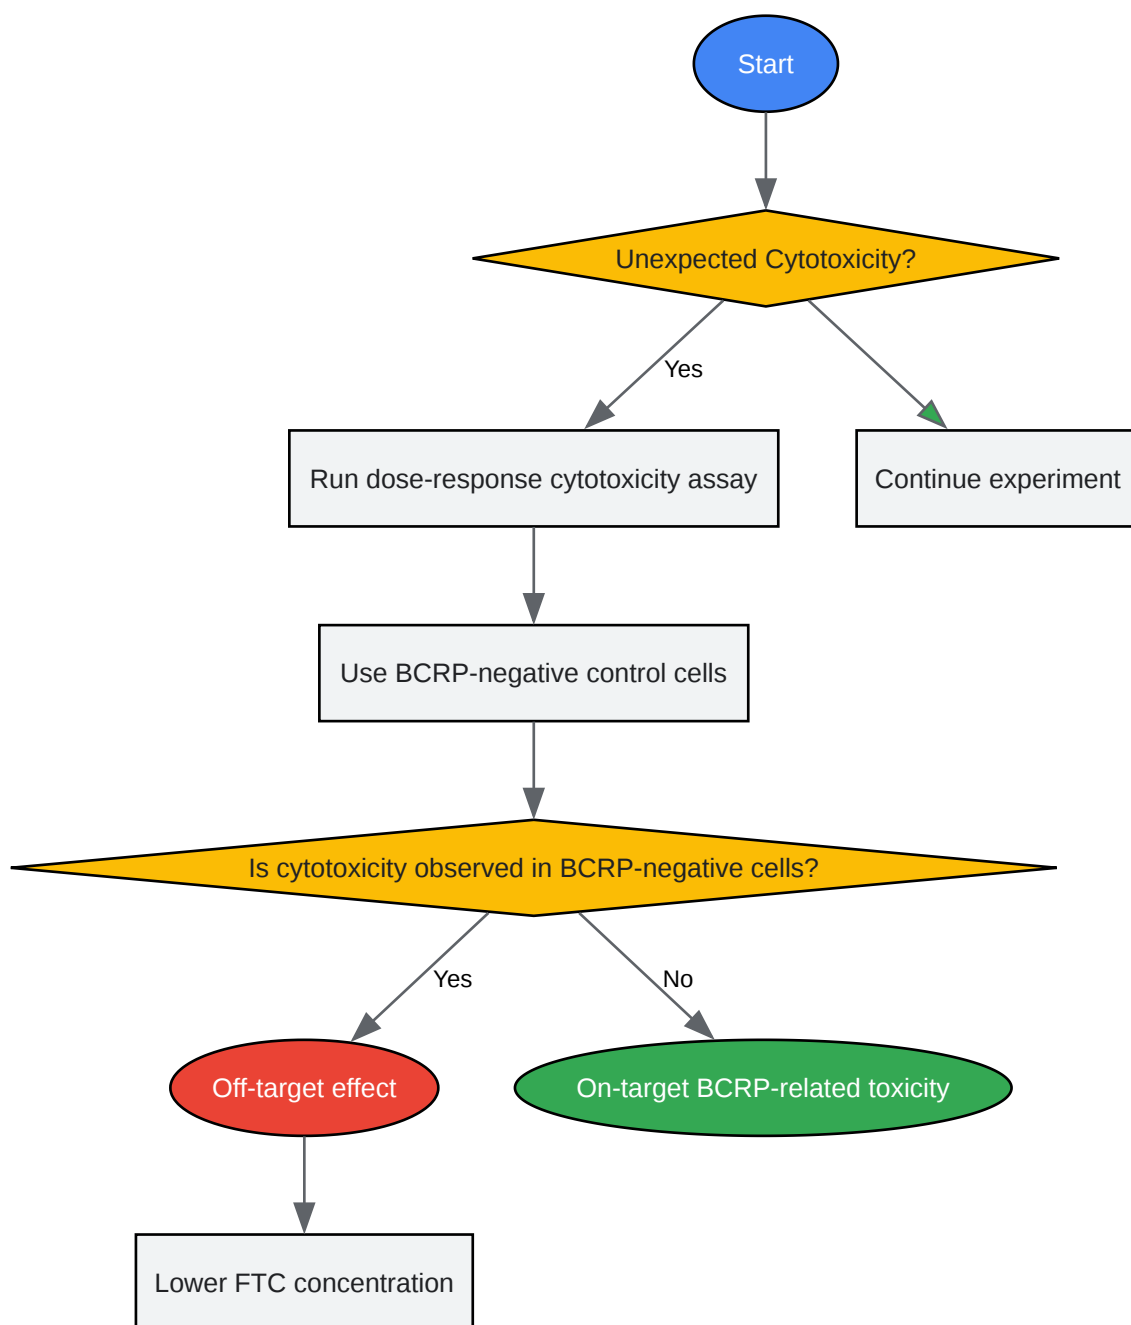 Start
Unexpected Cytotoxicity?
Yes
Run dose-response cytotoxicity assay
Continue experiment
Use BCRP-negative control cells
Is cytotoxicity observed in BCRP-negative cells?
Yes
No
Off-target effect
On-target BCRP-related toxicity
Lower FTC concentration